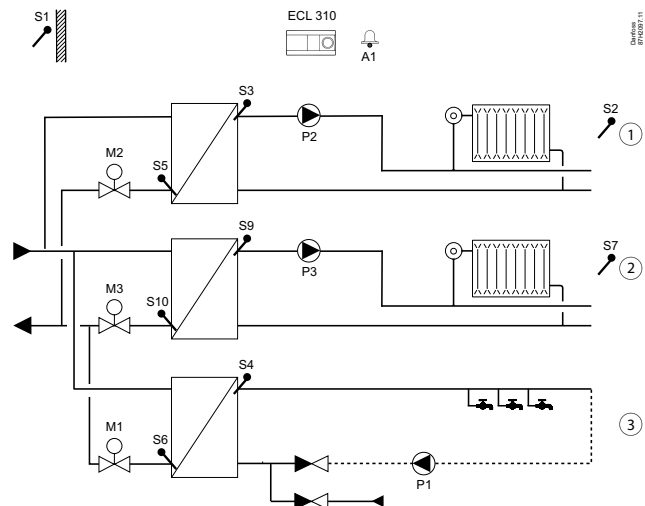 S1
ECL 310
A1
Danfoss
87H2097.11
S3
P2
S2
1
M2
S5
S9
P3
S7
2
M3
S10
S4
3
M1
S6
P1